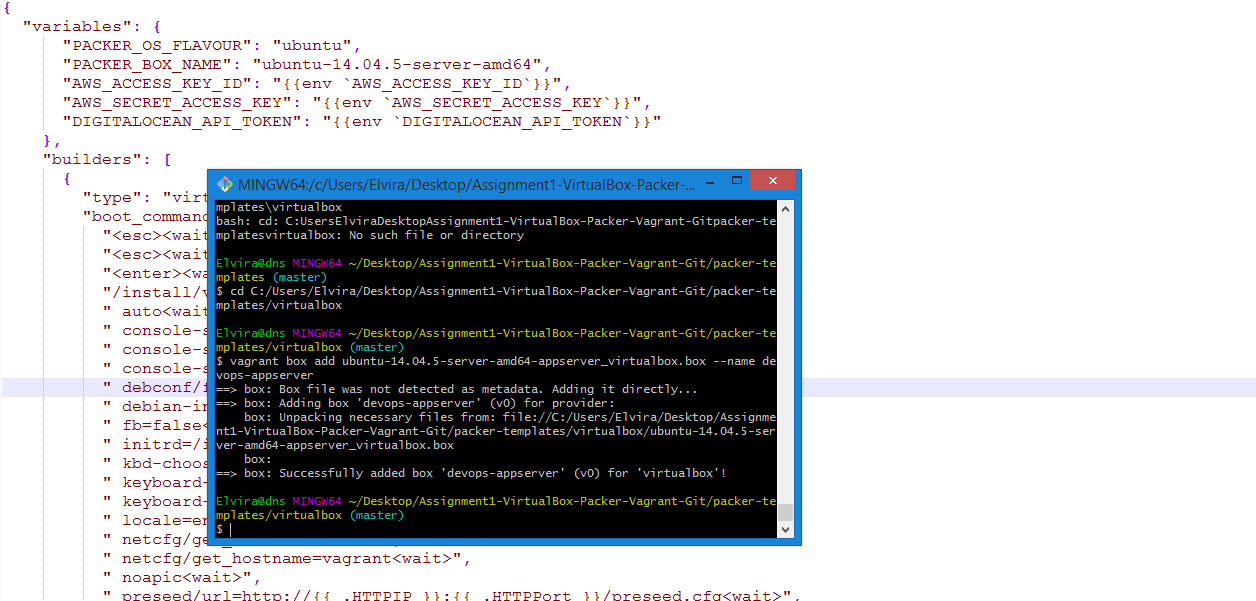 {
"variables": {
"PACKER_OS_FLAVOUR": "ubuntu",
"PACKER_BOX_NAME": "ubuntu-14.04.5-server-amd64",
"AWS_ACCESS_KEY_ID": "{{env `AWS_ACCESS_KEY_ID`}}",
"AWS_SECRET_ACCESS_KEY": "{{env `AWS_SECRET_ACCESS_KEY`}}",
"DIGITALOCEAN_API_TOKEN": "{{env `DIGITALOCEAN_API_TOKEN`}}"
},
"builders": [
{
"type": "virt
"boot_command
"<esc><wait
"<esc><wait
"<enter><wa
"/install/v
" auto<wait
" console-s
" console-s
" console-s
" debconf/f
" debian-in
" fb=false<
" initrd=/i
" kbd-choos
" keyboard-
" keyboard-
" locale=en
" netcfg/get_
" netcfg/get_hostname=vagrant<wait>",
" noapic<wait>",
" preseed/url=http://{{ .HTTPIP }}:{{ .HTTPPort }}/preseed.cfg<wait>",
MINGW64:/c/Users/Elvira/Desktop/Assignment1-VirtualBox-Packer-...
mplates\virtualbox
bash: cd: C:UsersElviraDesktopAssignment1-VirtualBox-Packer-Vagrant-Gitpacker-te
mplatesvirtualbox: No such file or directory
Elvira@dns MINGW64 ~/Desktop/Assignment1-VirtualBox-Packer-Vagrant-Git/packer-te
mplates (master)
$ cd C:/Users/Elvira/Desktop/Assignment1-VirtualBox-Packer-Vagrant-Git/packer-te
mplates/virtualbox
Elvira@dns MINGW64 ~/Desktop/Assignment1-VirtualBox-Packer-Vagrant-Git/packer-te
mplates/virtualbox (master)
$ vagrant box add ubuntu-14.04.5-server-amd64-appserver_virtualbox.box --name de
vops-appserver
==> box: Box file was not detected as metadata. Adding it directly...
==> box: Adding box 'devops-appserver' (v0) for provider:
box: Unpacking necessary files from: file://C:/Users/Elvira/Desktop/Assignme
nt1-VirtualBox-Packer-Vagrant-Git/packer-templates/virtualbox/ubuntu-14.04.5-ser
ver-amd64-appserver_virtualbox.box
box:
==> box: Successfully added box 'devops-appserver' (v0) for 'virtualbox'!
Elvira@dns MINGW64 ~/Desktop/Assignment1-VirtualBox-Packer-Vagrant-Git/packer-te
mplates/virtualbox (master)
$